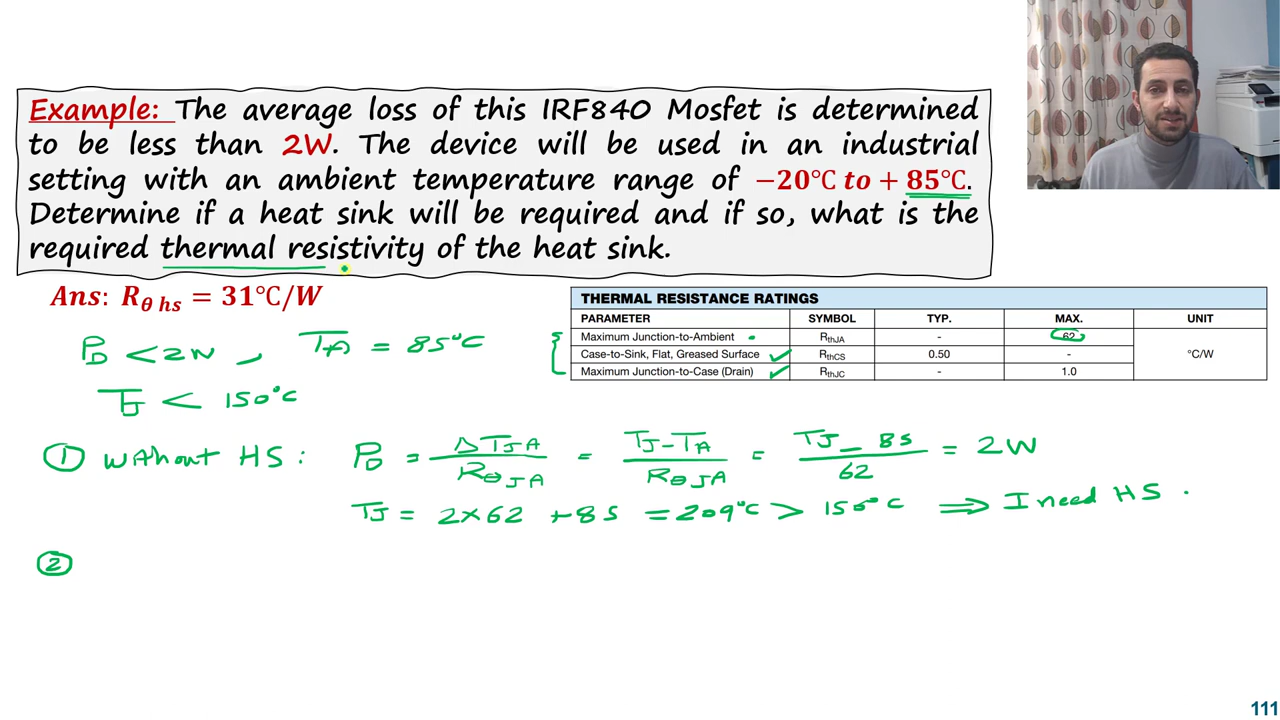 Example: The average loss of this IRF840 Mosfet is determined
to be less than 2W. The device will be used in an industrial
setting with an ambient temperature range of −20℃ to + 85℃.
Determine if a heat sink will be required and if so, what is the
required thermal resistivity of the heat sink.
Ans: Rθ hs = 31℃/W
THERMAL RESISTANCE RATINGS
PARAMETER SYMBOL TYP. MAX. UNIT
Maximum Junction-to-Ambient RthJA - 62 °C/W
Case-to-Sink, Flat, Greased Surface RthCS 0.50 -
Maximum Junction-to-Case (Drain) RthJC - 1.0
PD < 2W , TA = 85°C
TJ < 150°C
① Without HS : PD = ΔTJA / RθJA = TJ - TA / RθJA = TJ - 85 / 62 = 2W
TJ = 2×62 + 85 = 209°C > 150°C ⇒ I need HS .
②
111